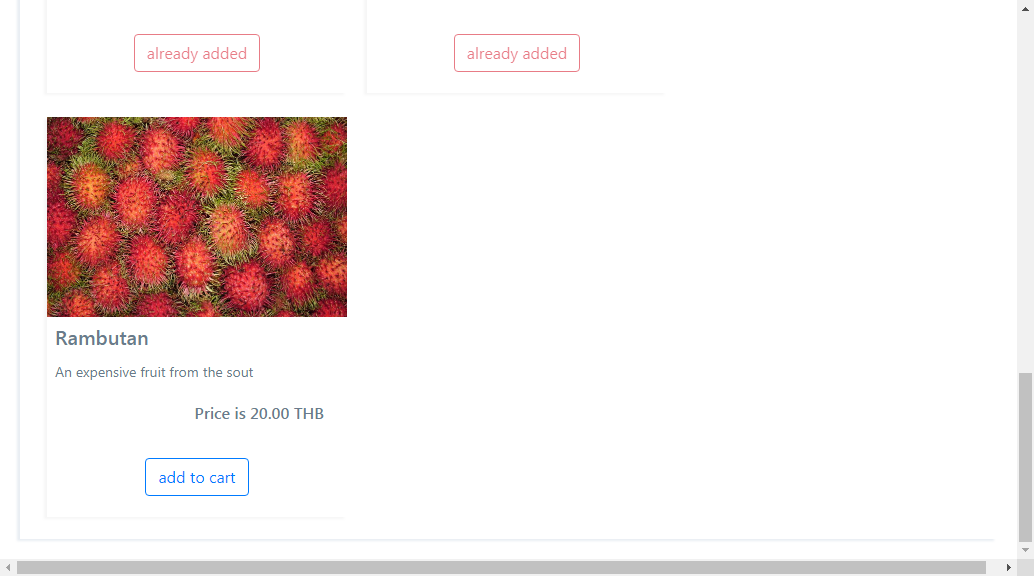 already added
already added
Rambutan
An expensive fruit from the sout
Price is 20.00 THB
add to cart